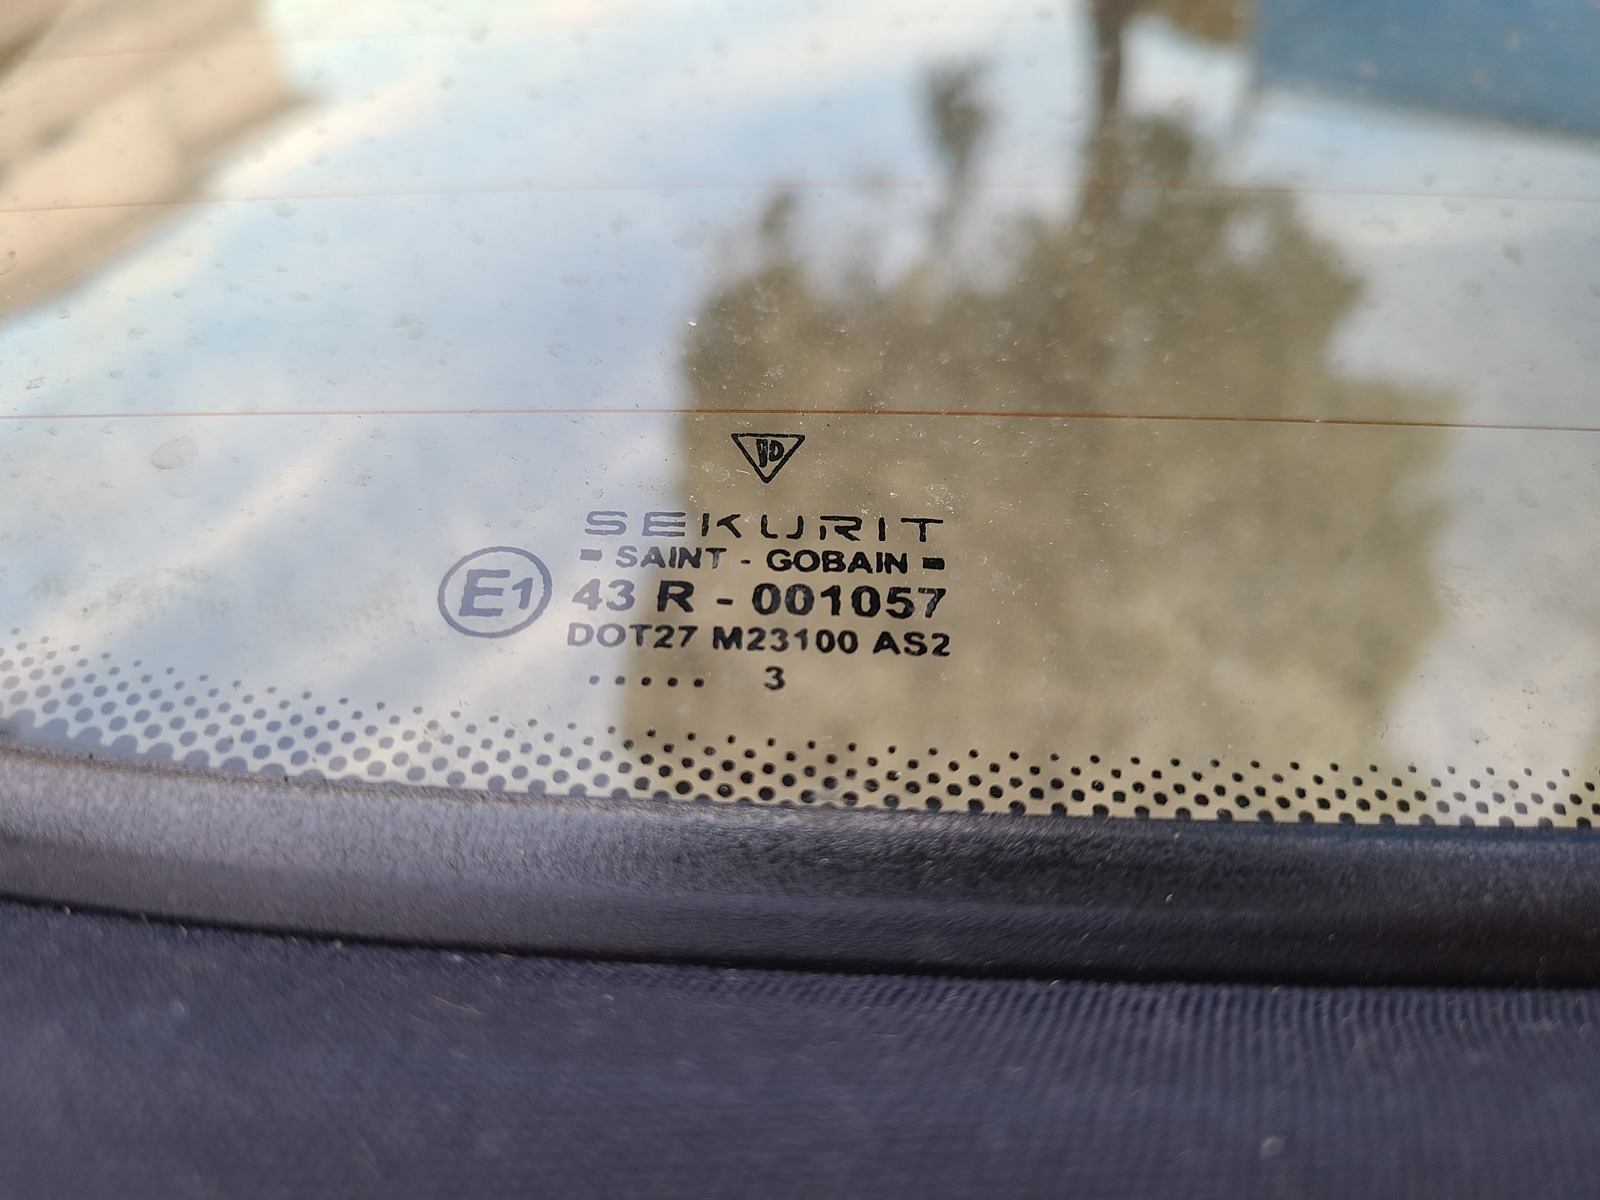 SEKURIT
SAINT - GOBAIN
E1 43 R - 001057
DOT27 M23100 AS2
..... 3